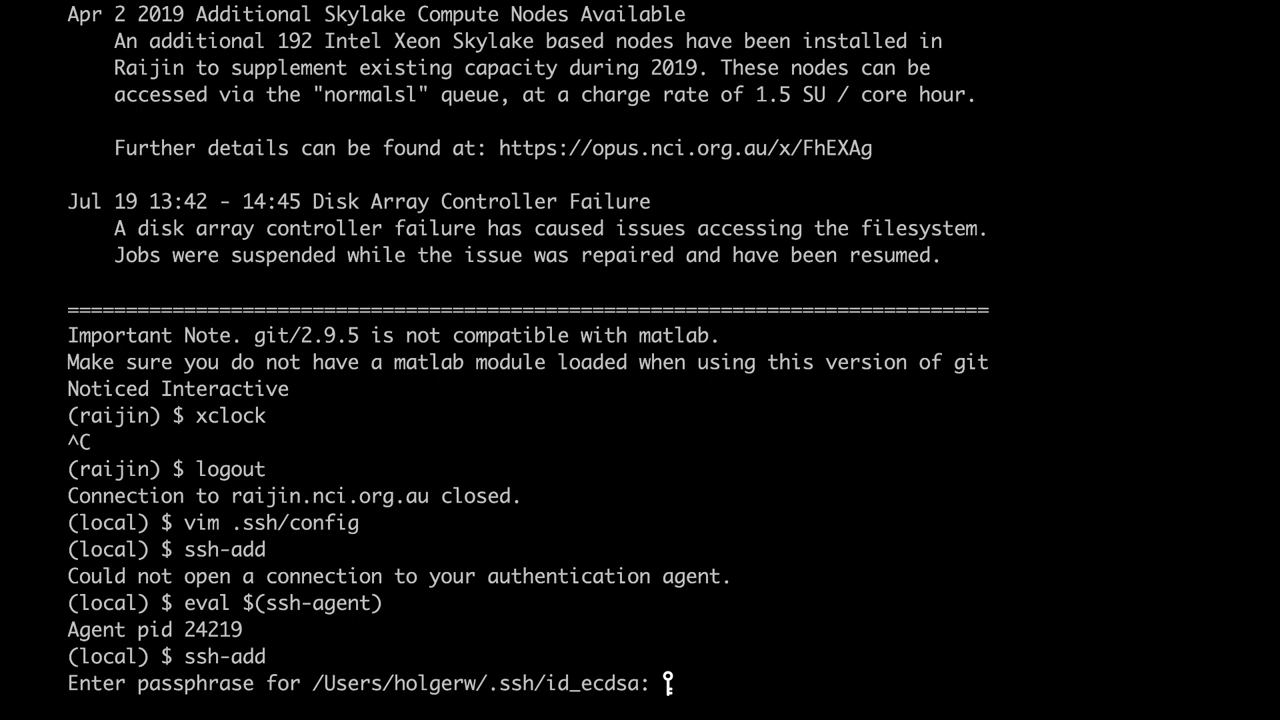 Apr 2 2019 Additional Skylake Compute Nodes Available
An additional 192 Intel Xeon Skylake based nodes have been installed in
Raijin to supplement existing capacity during 2019. These nodes can be
accessed via the "normalsl" queue, at a charge rate of 1.5 SU / core hour.
Further details can be found at: https://opus.nci.org.au/x/FhEXAg
Jul 19 13:42 - 14:45 Disk Array Controller Failure
A disk array controller failure has caused issues accessing the filesystem.
Jobs were suspended while the issue was repaired and have been resumed.
===============================================================================
Important Note. git/2.9.5 is not compatible with matlab.
Make sure you do not have a matlab module loaded when using this version of git
Noticed Interactive
(raijin) $ xclock
^C
(raijin) $ logout
Connection to raijin.nci.org.au closed.
(local) $ vim .ssh/config
(local) $ ssh-add
Could not open a connection to your authentication agent.
(local) $ eval $(ssh-agent)
Agent pid 24219
(local) $ ssh-add
Enter passphrase for /Users/holgerw/.ssh/id_ecdsa: